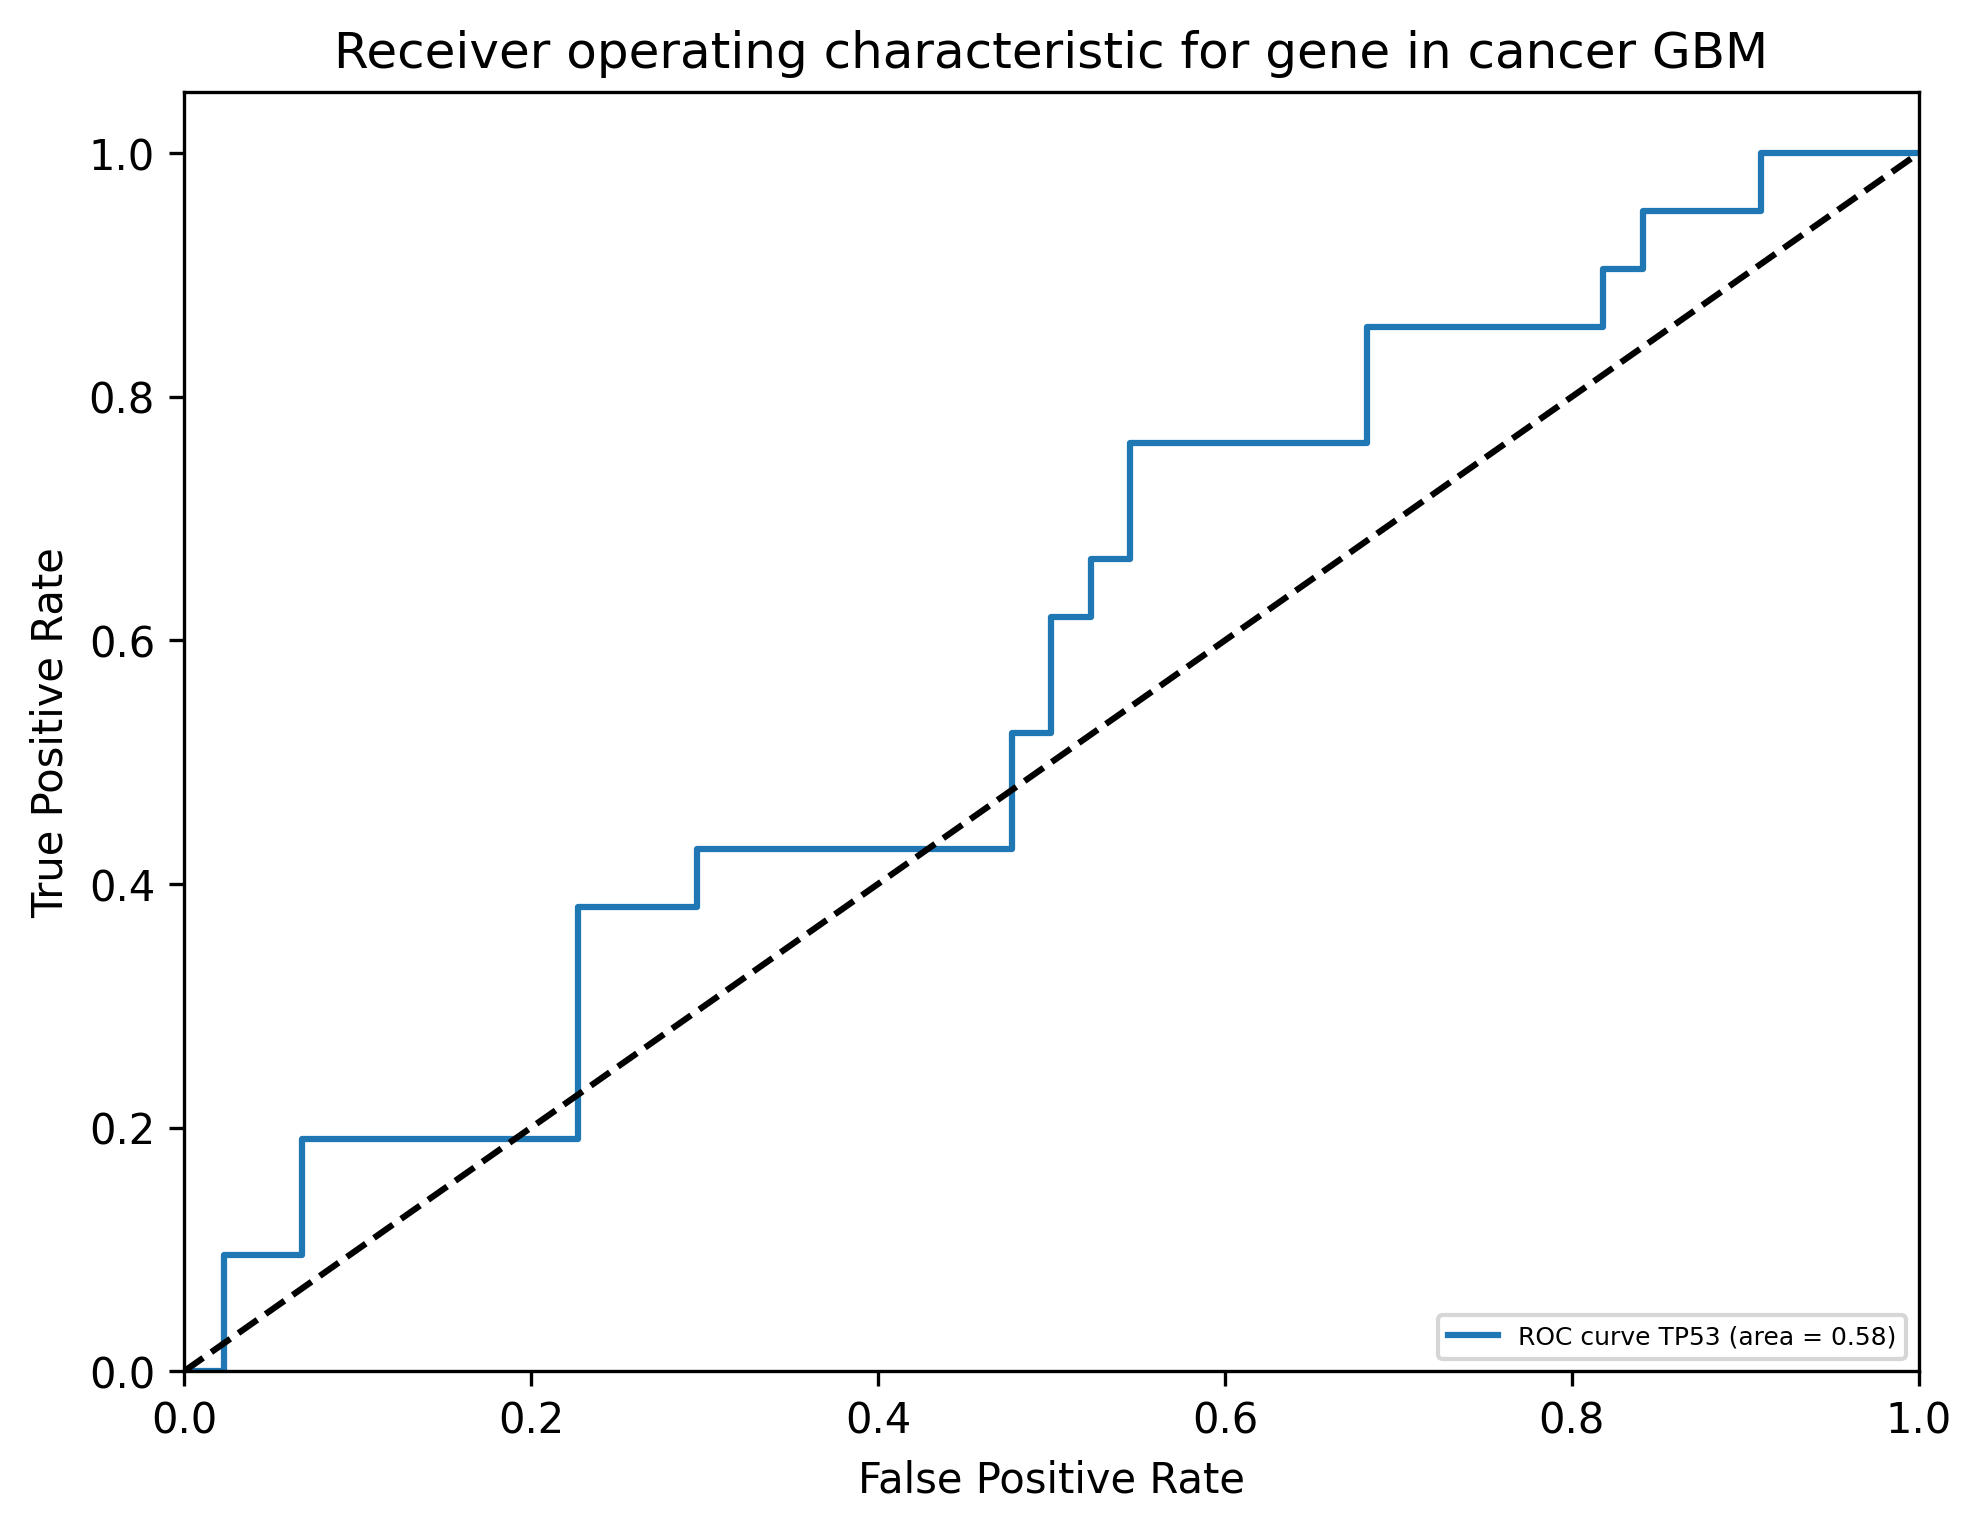 Receiver operating characteristic for gene in cancer GBM
True Positive Rate
1.0
0.8
0.6
0.4
0.2
0.0
ROC curve TP53 (area = 0.58)
0.0 0.2 0.4 0.6 0.8 1.0
False Positive Rate